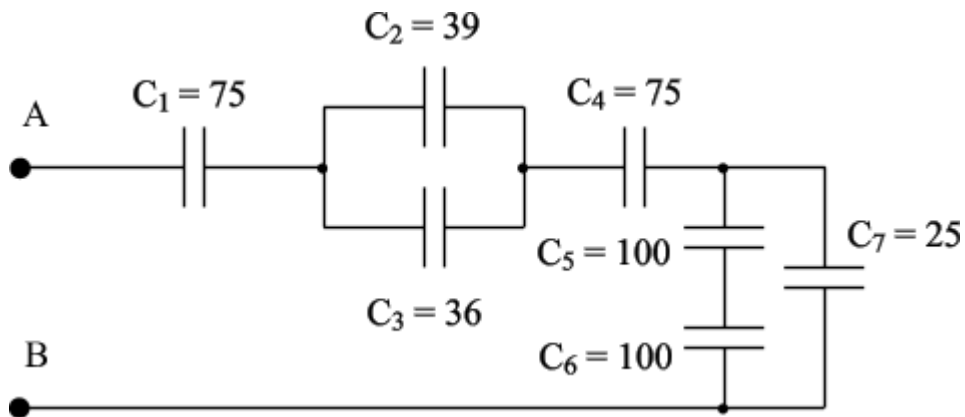 C₂ = 39
C₁ = 75
C₄ = 75
A
C₅ = 100
C₇ = 25
C₃ = 36
B
C₆ = 100